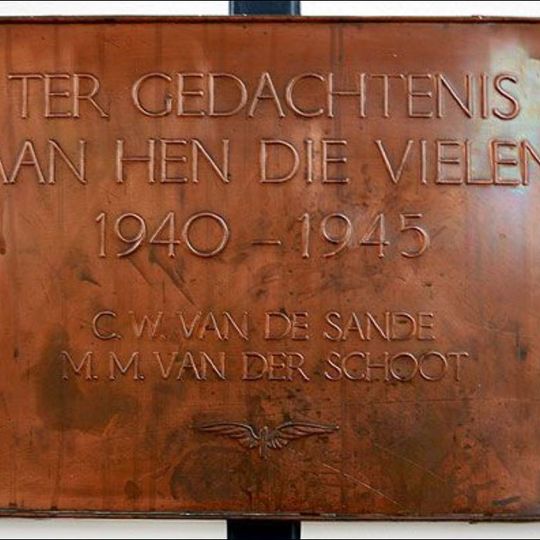 TER GEDACHTENIS
AAN HEN DIE VIELEN
1940 - 1945
C. W. VAN DE SANDE
M. M. VAN DER SCHOOT